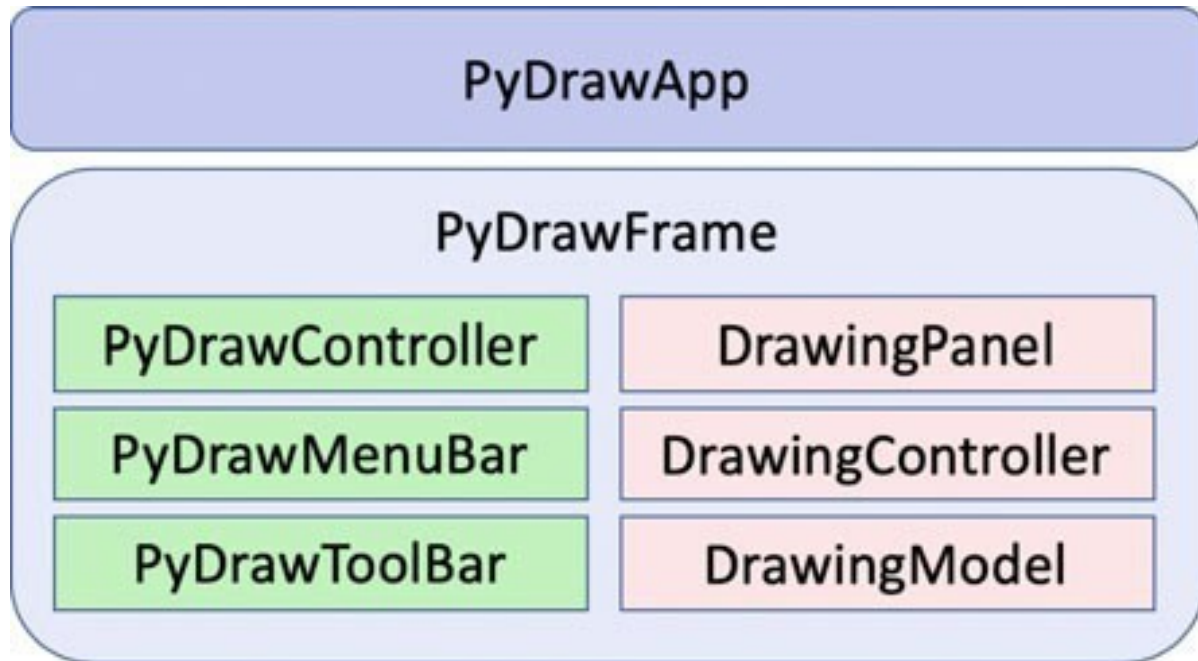 PyDrawApp
PyDrawFrame
PyDrawController
DrawingPanel
PyDrawMenuBar
DrawingController
PyDrawToolBar
DrawingModel